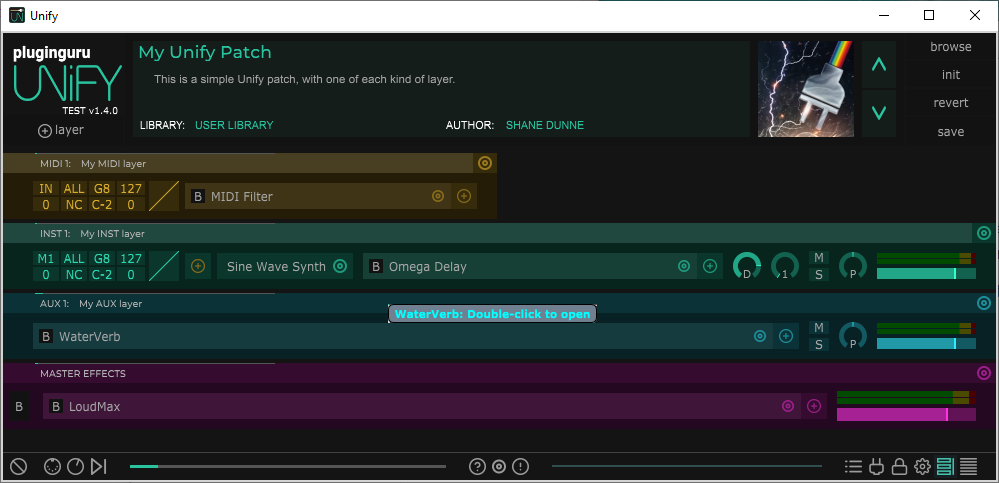 Unify
pluginguru
UNIFY
TEST v1.4.0
layer
My Unify Patch
This is a simple Unify patch, with one of each kind of layer.
LIBRARY: USER LIBRARY AUTHOR: SHANE DUNNE
browse
init
revert
save
MIDI 1: My MIDI layer
IN ALL G8 127
0 NC C-2 0
B MIDI Filter
INST 1: My INST layer
M1 ALL G8 127
0 NC C-2 0
Sine Wave Synth
B Omega Delay
D 1
M
S
P
AUX 1: My AUX layer
WaterVerb: Double-click to open
B WaterVerb
M
S
P
MASTER EFFECTS
B
B LoudMax